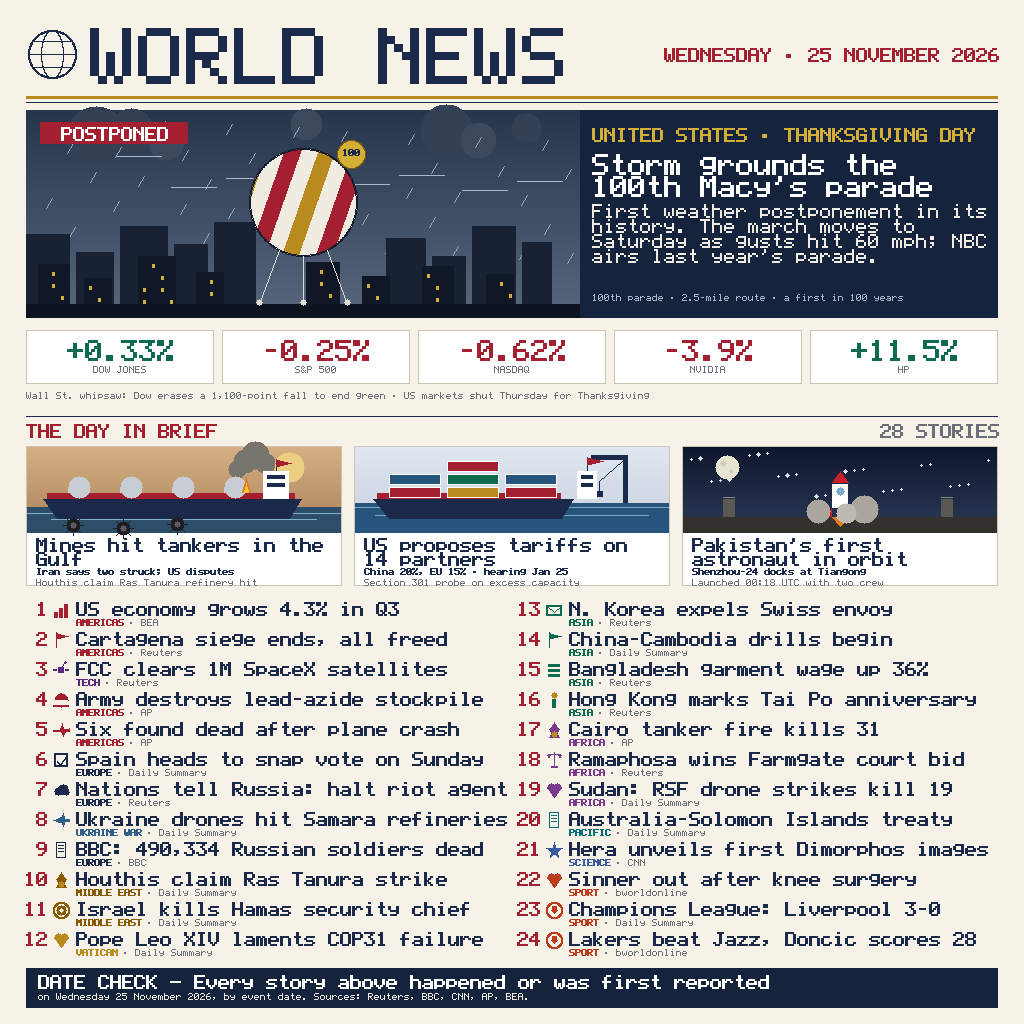 WORLD NEWS
WEDNESDAY · 25 NOVEMBER 2026
POSTPONED
100
UNITED STATES · THANKSGIVING DAY
Storm grounds the
100th Macy's parade
First weather postponement in its
history. The march moves to
Saturday as gusts hit 60 mph; NBC
airs last year's parade.
100th parade · 2.5-mile route · a first in 100 years
+0.33%
DOW JONES
-0.25%
S&P 500
-0.62%
NASDAQ
-3.9%
NVIDIA
+11.5%
HP
Wall St. whipsaw: Dow erases a 1,100-point fall to end green · US markets shut Thursday for Thanksgiving
THE DAY IN BRIEF
28 STORIES
Mines hit tankers in the
Gulf
Iran says two struck; US disputes
Houthis claim Ras Tanura refinery hit
US proposes tariffs on
14 partners
China 20%, EU 15% · hearing Jan 25
Section 301 probe on excess capacity
Pakistan's first
astronaut in orbit
Shenzhou-24 docks at Tiangong
Launched 00:18 UTC with two crew
1 US economy grows 4.3% in Q3
AMERICAS · BEA
2 Cartagena siege ends, all freed
AMERICAS · Reuters
3 FCC clears 1M SpaceX satellites
TECH · Reuters
4 Army destroys lead-azide stockpile
AMERICAS · AP
5 Six found dead after plane crash
AMERICAS · AP
6 Spain heads to snap vote on Sunday
EUROPE · Daily Summary
7 Nations tell Russia: halt riot agent
EUROPE · Reuters
8 Ukraine drones hit Samara refineries
UKRAINE WAR · Daily Summary
9 BBC: 490,334 Russian soldiers dead
EUROPE · BBC
10 Houthis claim Ras Tanura strike
MIDDLE EAST · Daily Summary
11 Israel kills Hamas security chief
MIDDLE EAST · Daily Summary
12 Pope Leo XIV laments COP31 failure
VATICAN · Daily Summary
13 N. Korea expels Swiss envoy
ASIA · Reuters
14 China-Cambodia drills begin
ASIA · Daily Summary
15 Bangladesh garment wage up 36%
ASIA · Reuters
16 Hong Kong marks Tai Po anniversary
ASIA · Reuters
17 Cairo tanker fire kills 31
AFRICA · AP
18 Ramaphosa wins Farmgate court bid
AFRICA · Reuters
19 Sudan: RSF drone strikes kill 19
AFRICA · Daily Summary
20 Australia-Solomon Islands treaty
PACIFIC · Daily Summary
21 Hera unveils first Dimorphos images
SCIENCE · CNN
22 Sinner out after knee surgery
SPORT · bworldonline
23 Champions League: Liverpool 3-0
SPORT · Daily Summary
24 Lakers beat Jazz, Doncic scores 28
SPORT · bworldonline
DATE CHECK — Every story above happened or was first reported
on Wednesday 25 November 2026, by event date. Sources: Reuters, BBC, CNN, AP, BEA.